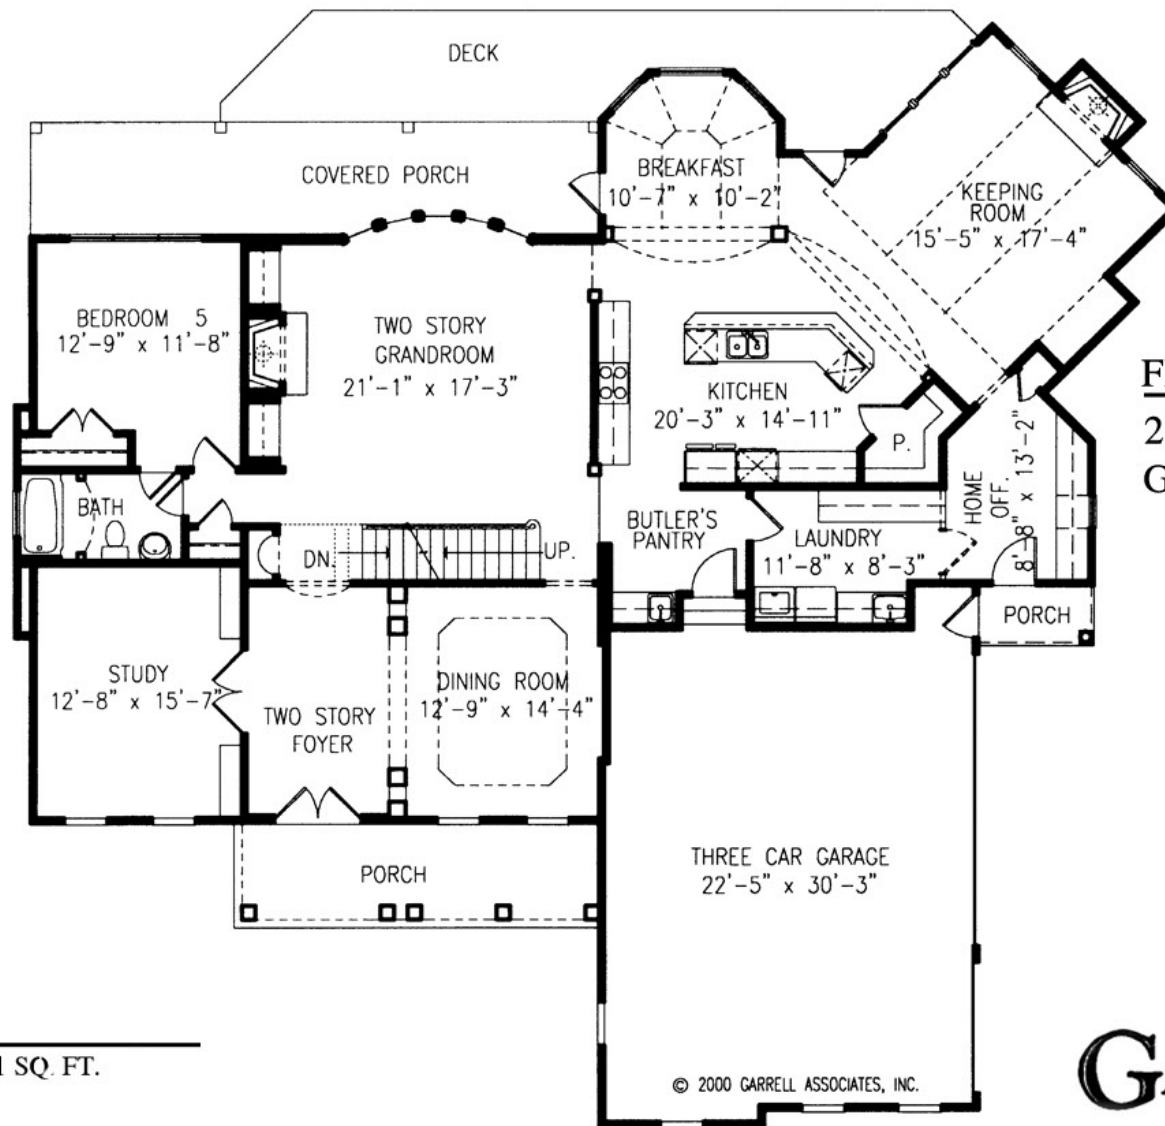 DECK
COVERED PORCH
BREAKFAST
10'-7" x 10'-2"
KEEPING
ROOM
15'-5" x 17'-4"
BEDROOM 5
12'-9" x 11'-8"
TWO STORY
GRANDROOM
21'-1" x 17'-3"
KITCHEN
20'-3" x 14'-11"
P.
HOME
OFF.
8'-8" x 13'-2"
BATH
BUTLER'S
PANTRY
LAUNDRY
11'-8" x 8'-3"
DN.
UP.
PORCH
STUDY
12'-8" x 15'-7"
TWO STORY
FOYER
DINING ROOM
12'-9" x 14'-4"
PORCH
THREE CAR GARAGE
22'-5" x 30'-3"
© 2000 GARRELL ASSOCIATES, INC.
SQ. FT.
F
2
G
G